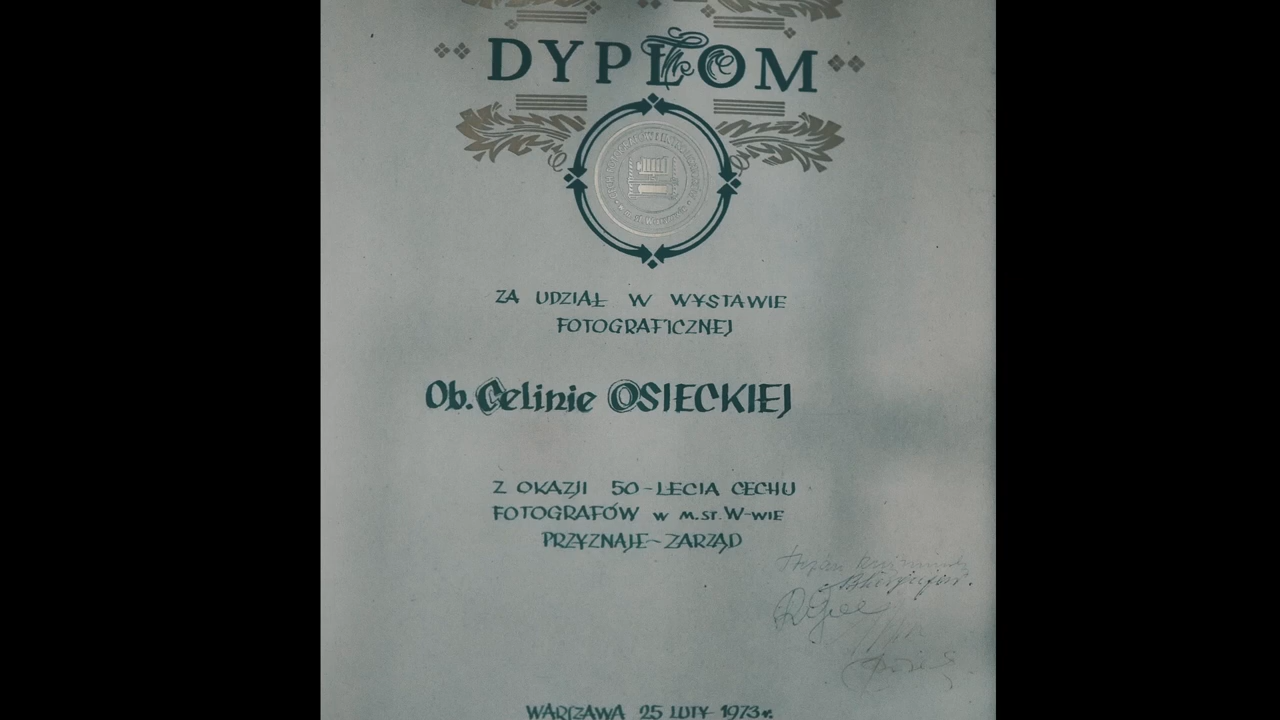 DYPLOM
ZA UDZIAŁ W WYSTAWIE
FOTOGRAFICZNEJ
Ob. Celinie OSIECKIEJ
Z OKAZJI 50-LECIA CECHU
FOTOGRAFÓW w m.st. W-wie
PRZYZNAJE-ZARZĄD
WARSZAWA 25 LUTY 1973 r.